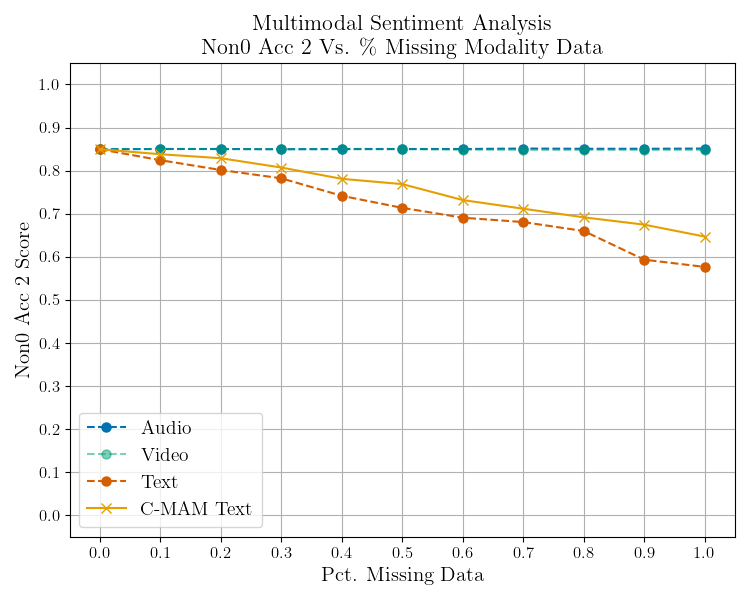 Multimodal Sentiment Analysis
Non0 Acc 2 Vs. % Missing Modality Data
1.0
0.9
0.8
0.7
0.6
0.5
0.4
0.3
0.2
0.1
0.0
Non0 Acc 2 Score
Audio
Video
Text
C-MAM Text
0.0 0.1 0.2 0.3 0.4 0.5 0.6 0.7 0.8 0.9 1.0
Pct. Missing Data